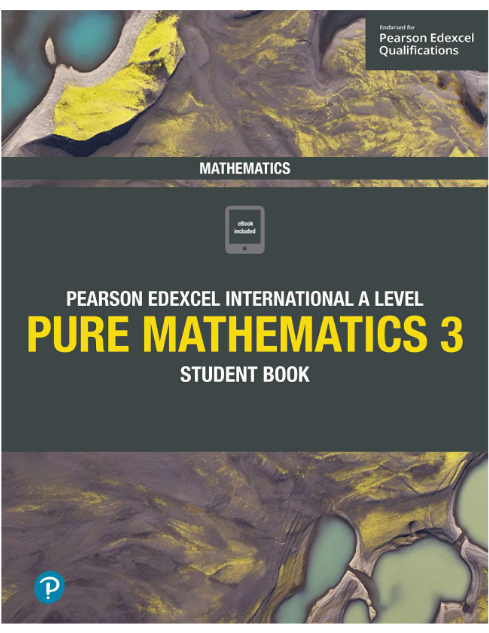 Endorsed for
Pearson Edexcel
Qualifications
MATHEMATICS
eBook
included
PEARSON EDEXCEL INTERNATIONAL A LEVEL
PURE MATHEMATICS 3
STUDENT BOOK
P